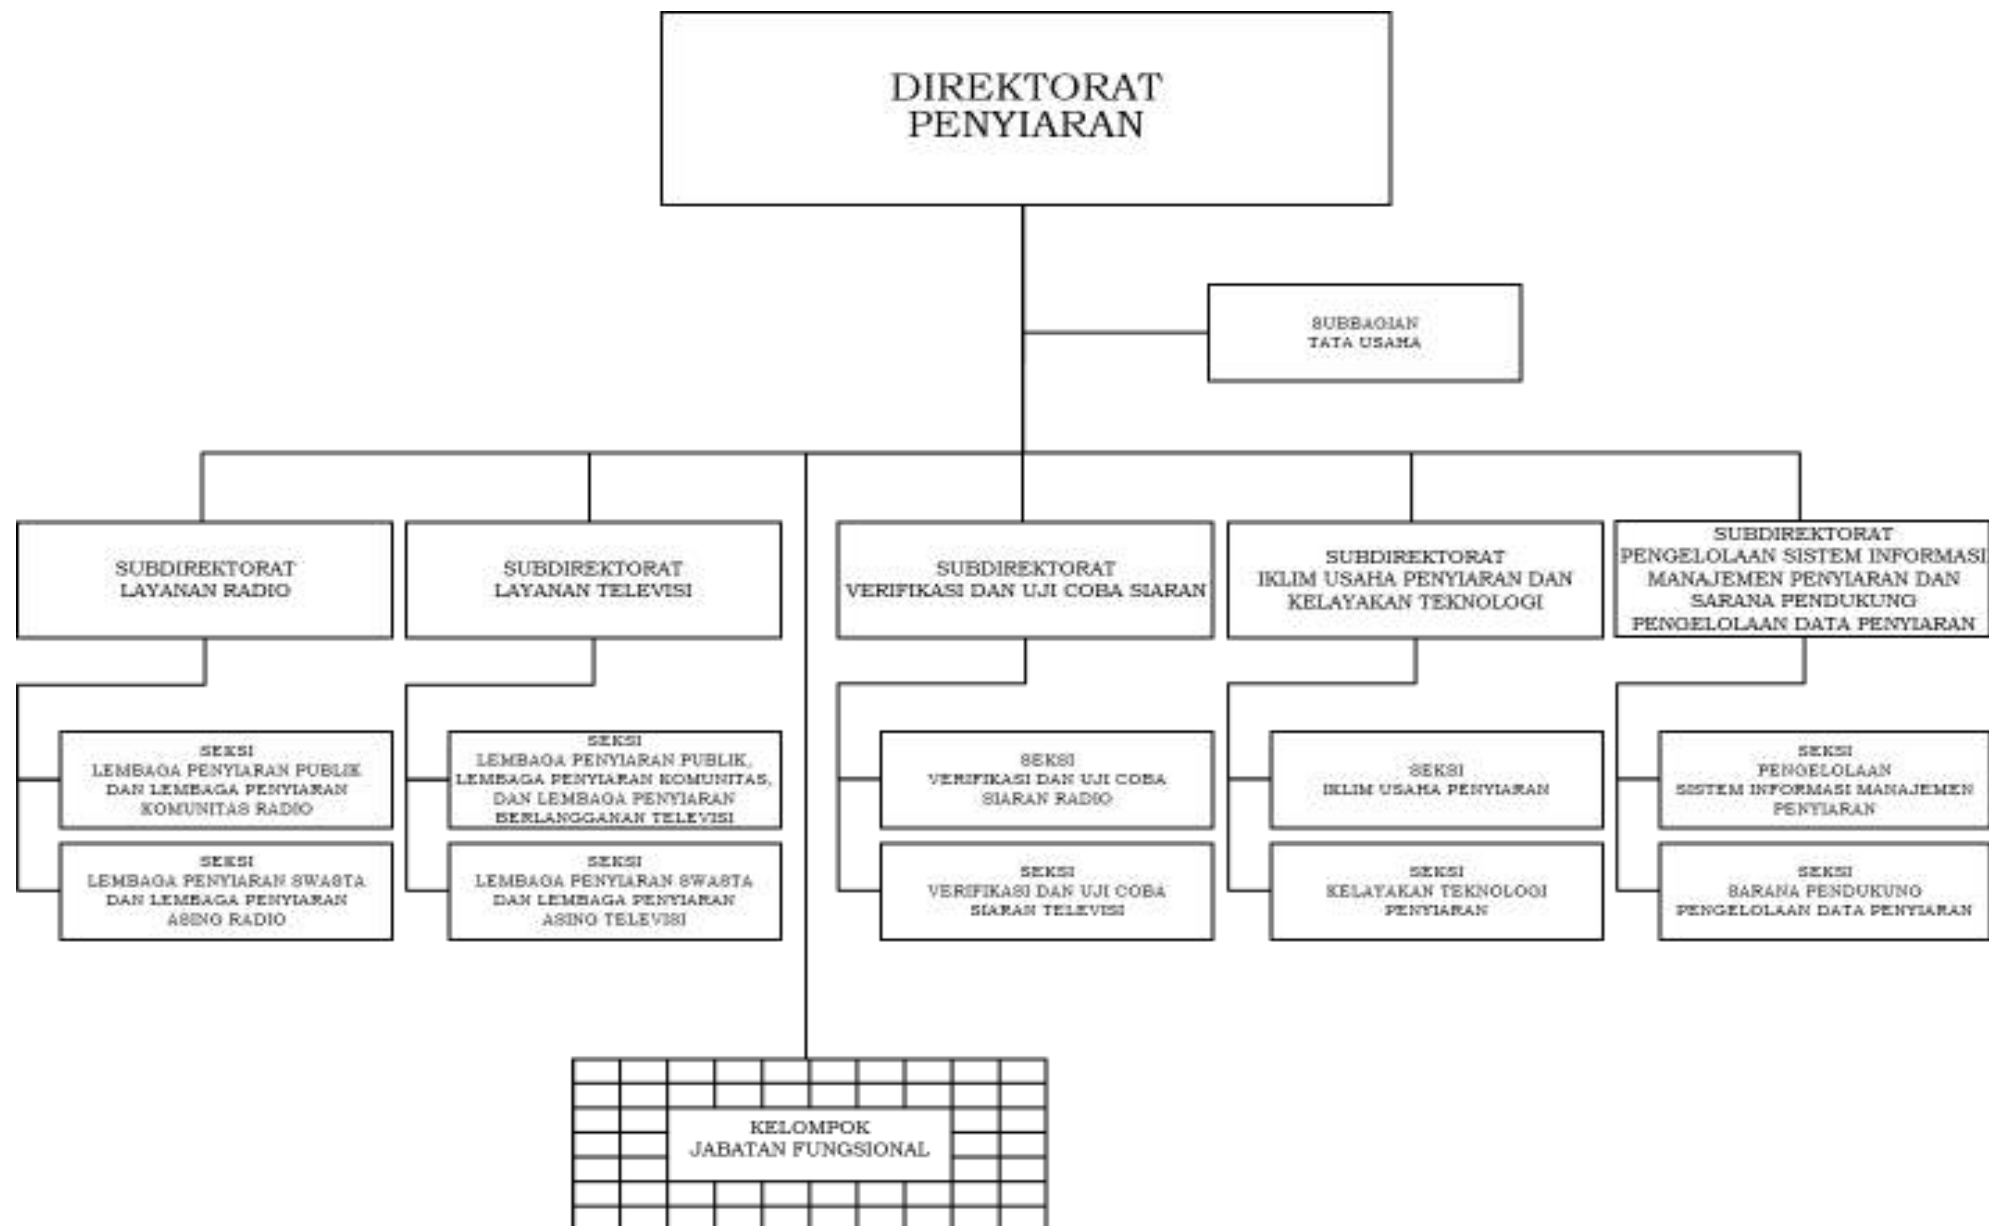 DIREKTORAT
PENYIARAN
SUBBAGIAN
TATA USAHA
SUBDIREKTORAT
LAYANAN RADIO
SUBDIREKTORAT
LAYANAN TELEVISI
SUBDIREKTORAT
VERIFIKASI DAN UJI COBA SIARAN
SUBDIREKTORAT
IKLIM USAHA PENYIARAN DAN
KELAYAKAN TEKNOLOGI
SUBDIREKTORAT
PENGELOLAAN SISTEM INFORMASI
MANAJEMEN PENYIARAN DAN
SARANA PENDUKUNG
PENGELOLAAN DATA PENYIARAN
SEKSI
LEMBAGA PENYIARAN PUBLIK
DAN LEMBAGA PENYIARAN
KOMUNITAS RADIO
SEKSI
LEMBAGA PENYIARAN PUBLIK,
LEMBAGA PENYIARAN KOMUNITAS,
DAN LEMBAGA PENYIARAN
BERLANGGANAN TELEVISI
SEKSI
VERIFIKASI DAN UJI COBA
SIARAN RADIO
SEKSI
IKLIM USAHA PENYIARAN
SEKSI
PENGELOLAAN
SISTEM INFORMASI MANAJEMEN
PENYIARAN
SEKSI
LEMBAGA PENYIARAN SWASTA
DAN LEMBAGA PENYIARAN
ASING RADIO
SEKSI
LEMBAGA PENYIARAN SWASTA
DAN LEMBAGA PENYIARAN
ASING TELEVISI
SEKSI
VERIFIKASI DAN UJI COBA
SIARAN TELEVISI
SEKSI
KELAYAKAN TEKNOLOGI
PENYIARAN
SEKSI
SARANA PENDUKUNG
PENGELOLAAN DATA PENYIARAN
KELOMPOK
JABATAN FUNGSIONAL